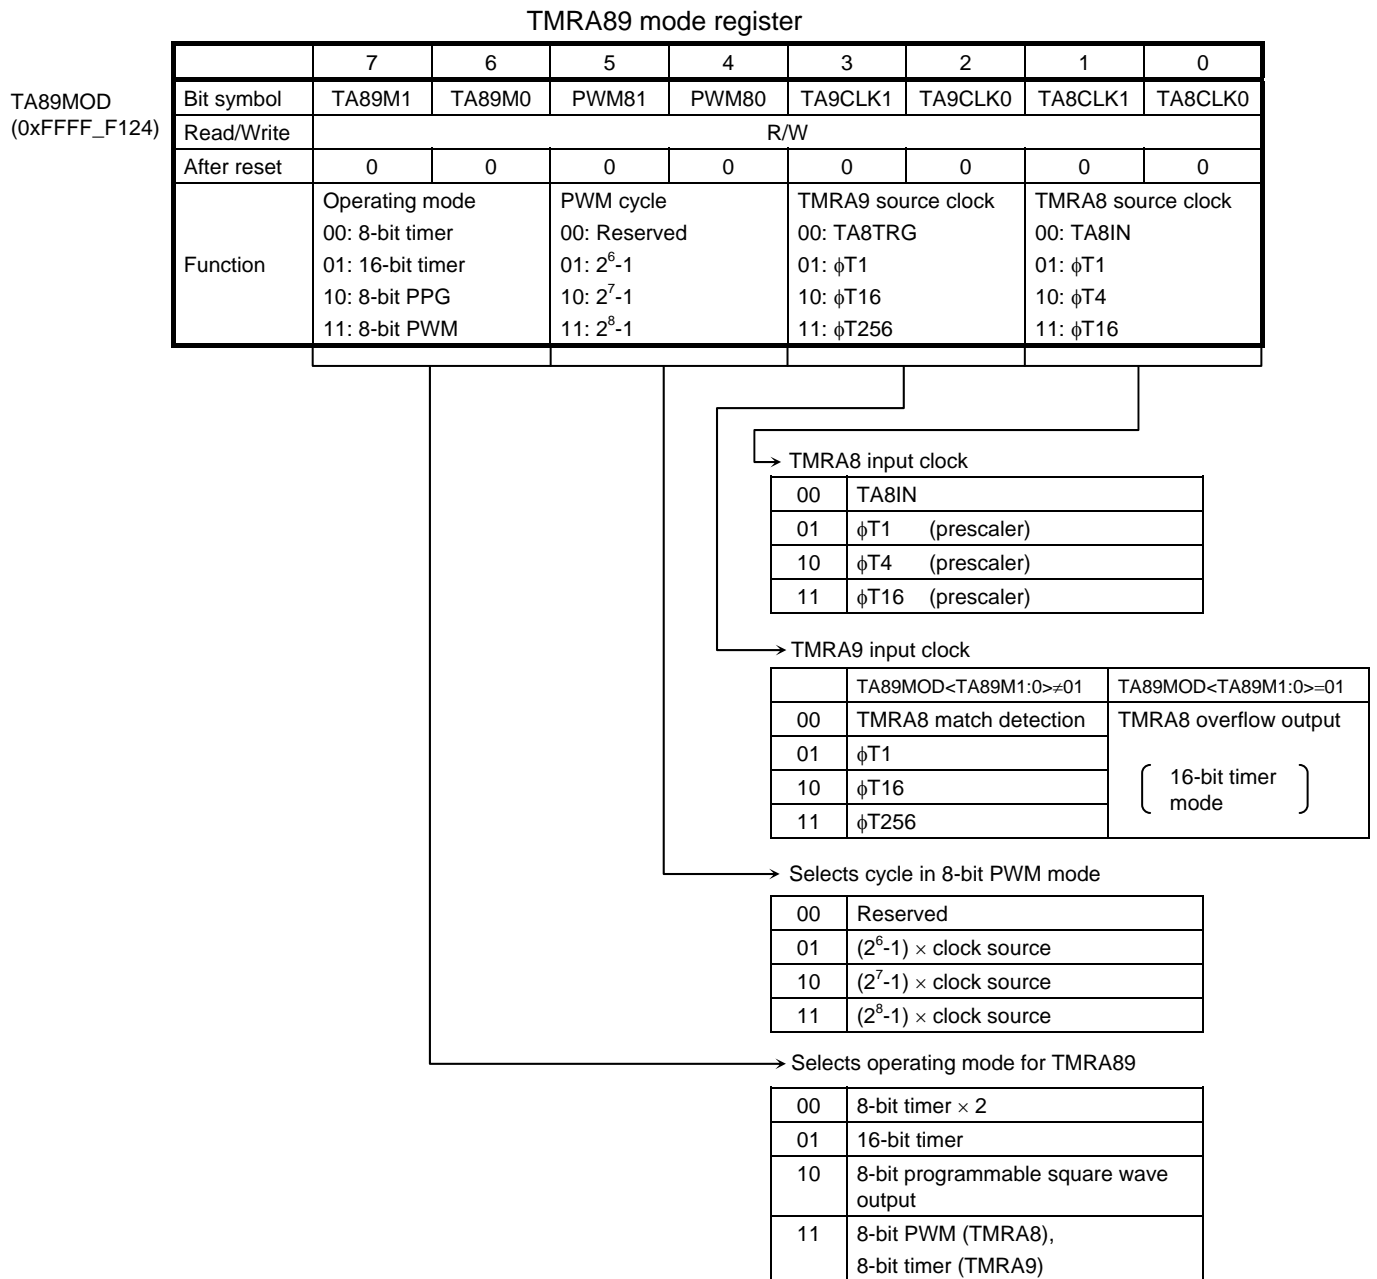 TMRA89 mode register
7 6 5 4 3 2 1 0
TA89MOD
(0xFFFF_F124)
Bit symbol TA89M1 TA89M0 PWM81 PWM80 TA9CLK1 TA9CLK0 TA8CLK1 TA8CLK0
Read/Write R/W
After reset 0 0 0 0 0 0 0 0
Function
Operating mode
00: 8-bit timer
01: 16-bit timer
10: 8-bit PPG
11: 8-bit PWM
PWM cycle
00: Reserved
01: 2^6-1
10: 2^7-1
11: 2^8-1
TMRA9 source clock
00: TA8TRG
01: ϕT1
10: ϕT16
11: ϕT256
TMRA8 source clock
00: TA8IN
01: ϕT1
10: ϕT4
11: ϕT16
TMRA8 input clock
00 TA8IN
01 ϕT1 (prescaler)
10 ϕT4 (prescaler)
11 ϕT16 (prescaler)
TMRA9 input clock
TA89MOD<TA89M1:0>≠01 TA89MOD<TA89M1:0>=01
00 TMRA8 match detection TMRA8 overflow output
01 ϕT1
10 ϕT16
11 ϕT256
16-bit timer
mode
Selects cycle in 8-bit PWM mode
00 Reserved
01 (2^6-1) × clock source
10 (2^7-1) × clock source
11 (2^8-1) × clock source
Selects operating mode for TMRA89
00 8-bit timer × 2
01 16-bit timer
10 8-bit programmable square wave
output
11 8-bit PWM (TMRA8),
8-bit timer (TMRA9)